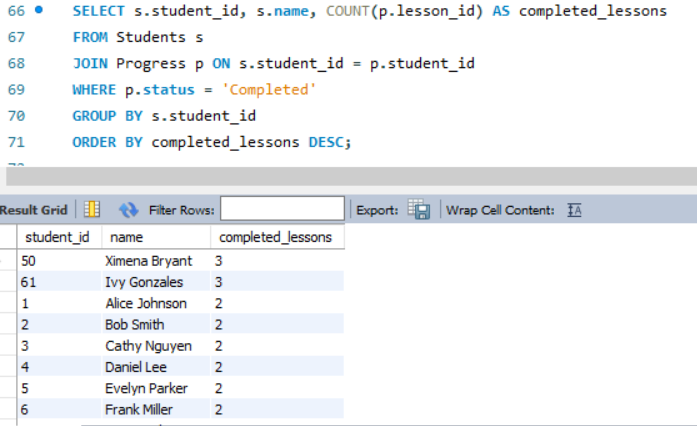 66 SELECT s.student_id, s.name, COUNT(p.lesson_id) AS completed_lessons
67 FROM Students s
68 JOIN Progress p ON s.student_id = p.student_id
69 WHERE p.status = 'Completed'
70 GROUP BY s.student_id
71 ORDER BY completed_lessons DESC;
Result Grid Filter Rows: Export: Wrap Cell Content: IA
student_id name completed_lessons
50 Ximena Bryant 3
61 Ivy Gonzales 3
1 Alice Johnson 2
2 Bob Smith 2
3 Cathy Nguyen 2
4 Daniel Lee 2
5 Evelyn Parker 2
6 Frank Miller 2